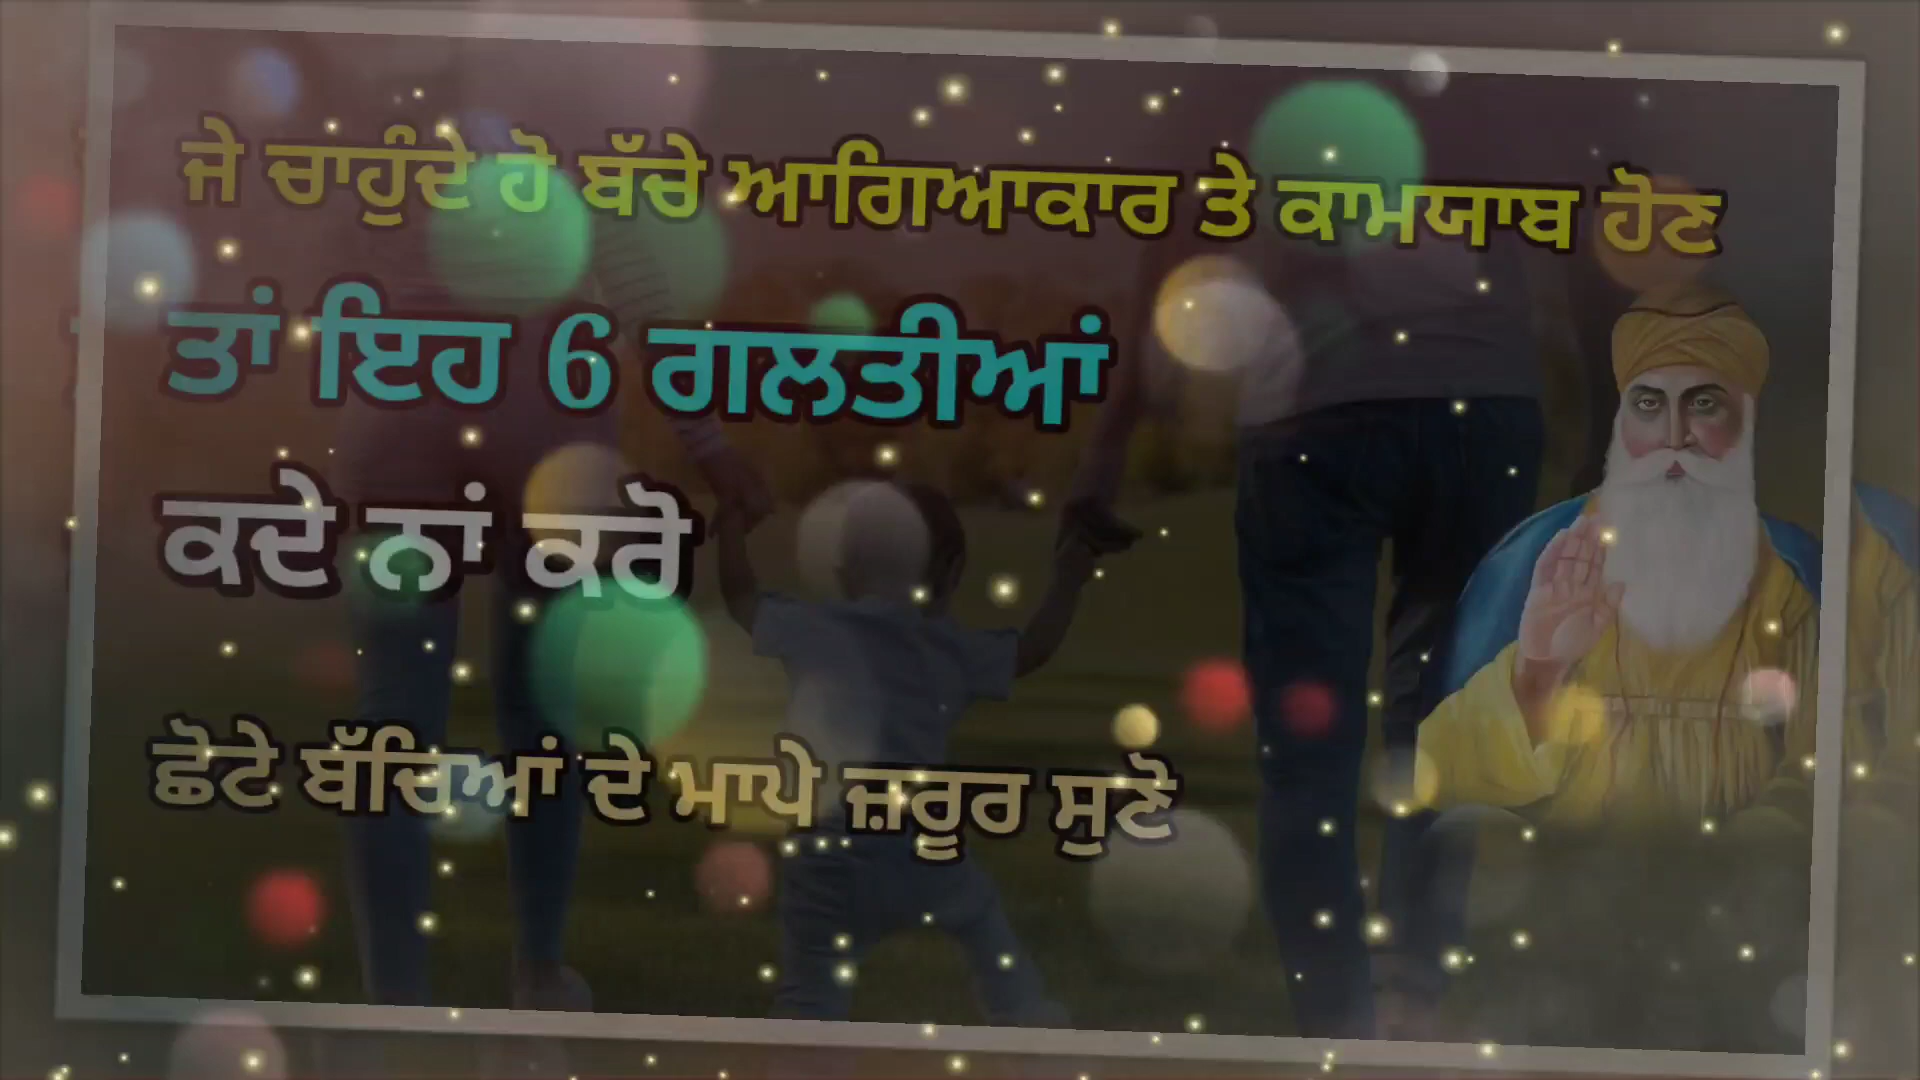 ਜੇ ਚਾਹੁੰਦੇ ਹੋ ਬੱਚੇ ਆਗਿਆਕਾਰ ਤੇ ਕਾਮਯਾਬ ਹੋਣ
ਤਾਂ ਇਹ 6 ਗਲਤੀਆਂ
ਕਦੇ ਨਾਂ ਕਰੋ
ਛੋਟੇ ਬੱਚਿਆਂ ਦੇ ਮਾਪੇ ਜ਼ਰੂਰ ਸੁਣੋ